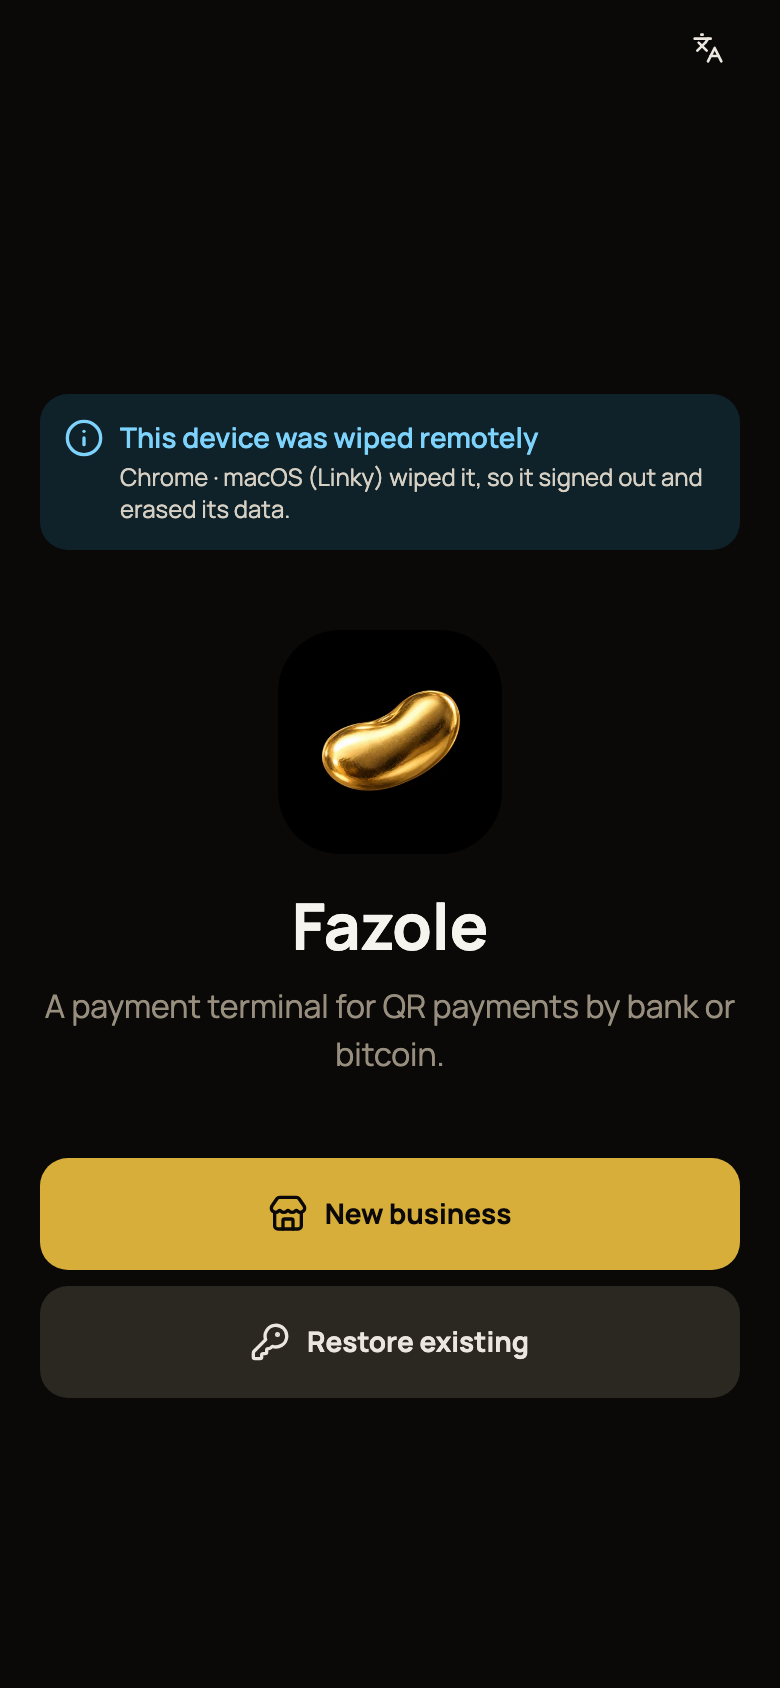 This device was wiped remotely
Chrome · macOS (Linky) wiped it, so it signed out and
erased its data.
Fazole
A payment terminal for QR payments by bank or
bitcoin.
New business
Restore existing